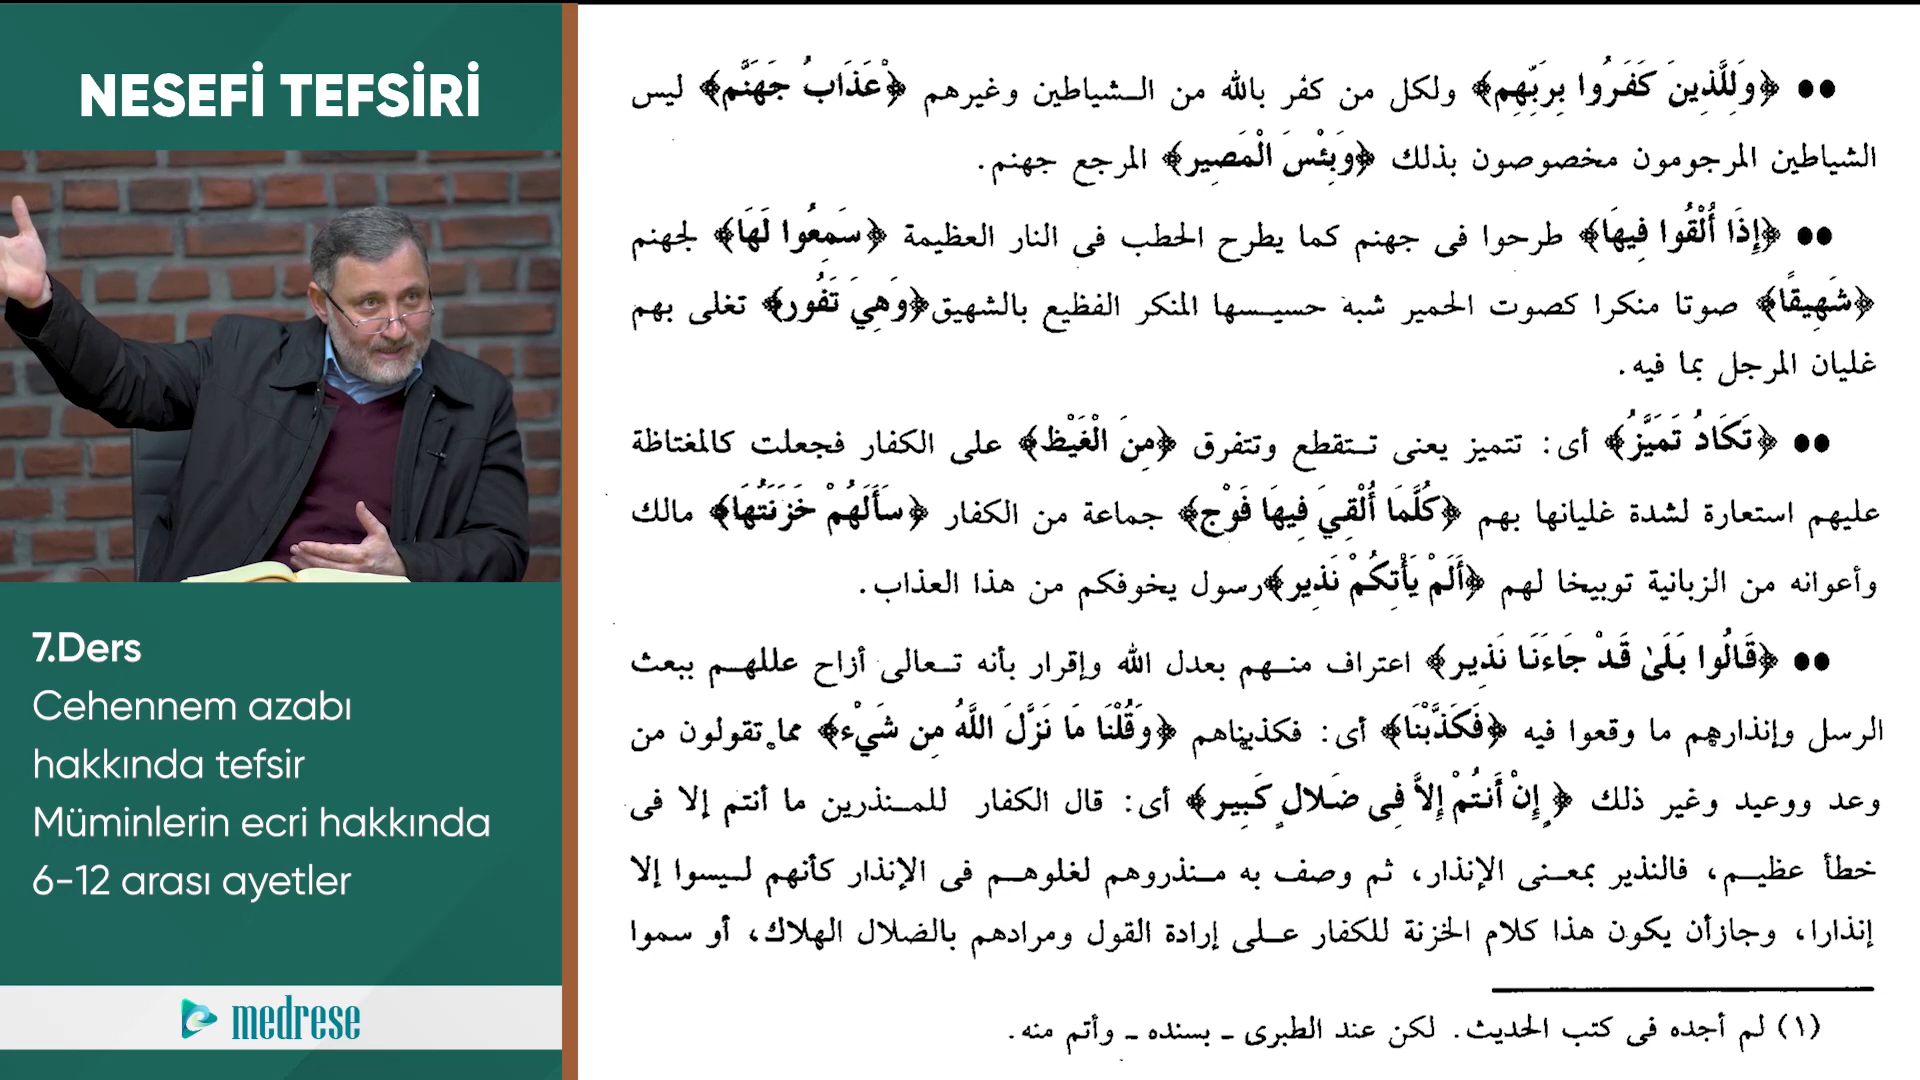 NESEFİ TEFSİRİ
7.Ders
Cehennem azabı
hakkında tefsir
Müminlerin ecri hakkında
6-12 arası ayetler
medrese
●● ﴿وَلِلَّذِينَ كَفَرُوا بِرَبِّهِم﴾ ولكل من كفر بالله من الشياطين وغيرهم ﴿عَذَابُ جَهَنَّم﴾ ليس
الشياطين المرجومون مخصوصون بذلك ﴿وَبِئْسَ الْمَصِير﴾ المرجع جهنم.
●● ﴿إِذَا أُلْقُوا فِيهَا﴾ طرحوا فى جهنم كما يطرح الحطب فى النار العظيمة ﴿سَمِعُوا لَهَا﴾ لجهنم
﴿شَهِيقًا﴾ صوتا منكرا كصوت الحمير شبه حسيسها المنكر الفظيع بالشهيق ﴿وَهِيَ تَفُور﴾ تغلى بهم
غليان المرجل بما فيه.
●● ﴿تَكَادُ تَمَيَّزُ﴾ أى: تتميز يعنى تتقطع وتتفرق ﴿مِنَ الْغَيْظ﴾ على الكفار فجعلت كالمغتاظة
عليهم استعارة لشدة غليانها بهم ﴿كُلَّمَا أُلْقِيَ فِيهَا فَوْج﴾ جماعة من الكفار ﴿سَأَلَهُمْ خَزَنَتُهَا﴾ مالك
وأعوانه من الزبانية توبيخا لهم ﴿أَلَمْ يَأْتِكُمْ نَذِير﴾ رسول يخوفكم من هذا العذاب.
●● ﴿قَالُوا بَلَىٰ قَدْ جَاءَنَا نَذِير﴾ اعتراف منهم بعدل الله وإقرار بأنه تعالى أزاح عللهم ببعث
الرسل وإنذارهم ما وقعوا فيه ﴿فَكَذَّبْنَا﴾ أى: فكذبناهم ﴿وَقُلْنَا مَا نَزَّلَ اللَّهُ مِن شَيْء﴾ مما تقولون من
وعد ووعيد وغير ذلك ﴿إِنْ أَنتُمْ إِلاَّ فِى ضَلالٍ كَبِير﴾ أى: قال الكفار للمنذرين ما أنتم إلا فى
خطأ عظيم، فالنذير بمعنى الإنذار، ثم وصف به منذروهم لغلوهم فى الإنذار كأنهم ليسوا إلا
إنذارا، وجازأن يكون هذا كلام الخزنة للكفار على إرادة القول ومرادهم بالضلال الهلاك، أو سموا
(١) لم أجده فى كتب الحديث. لكن عند الطبرى ـ بسنده ـ وأتم منه.